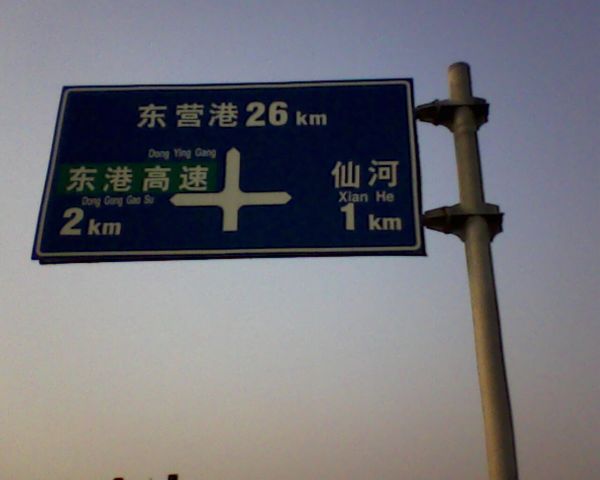 东营港 26 km
Dong Ying Gang
东港高速
Dong Gong Gao Su
2 km
仙河
Xian He
1 km